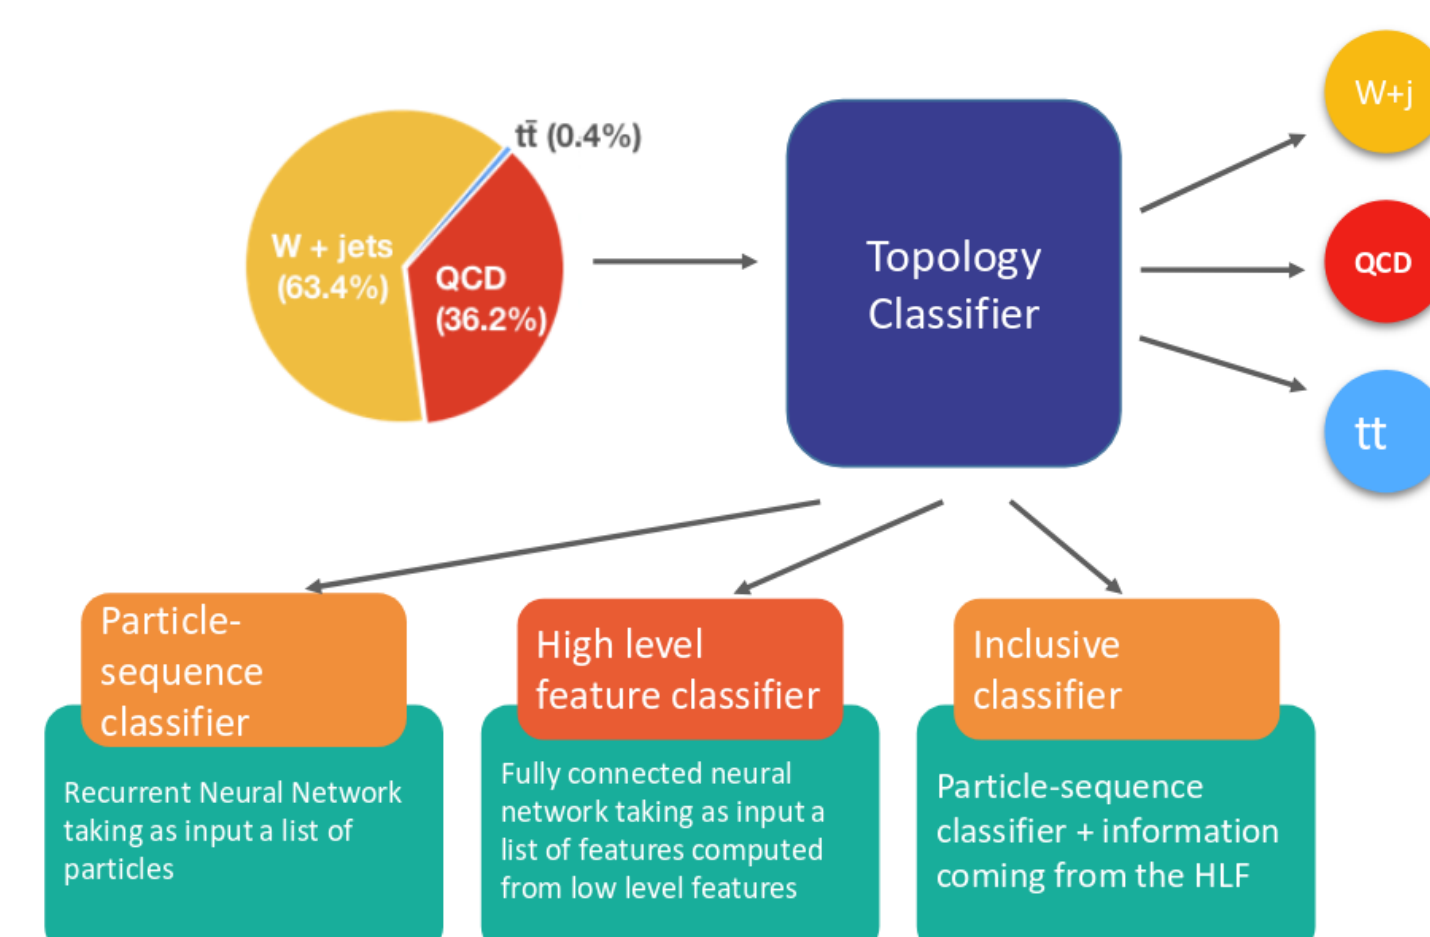 tt̄ (0.4%)
W + jets
(63.4%)
QCD
(36.2%)
Topology
Classifier
W+j
QCD
tt
Particle-
sequence
classifier
Recurrent Neural Network
taking as input a list of
particles
High level
feature classifier
Fully connected neural
network taking as input a
list of features computed
from low level features
Inclusive
classifier
Particle-sequence
classifier + information
coming from the HLF